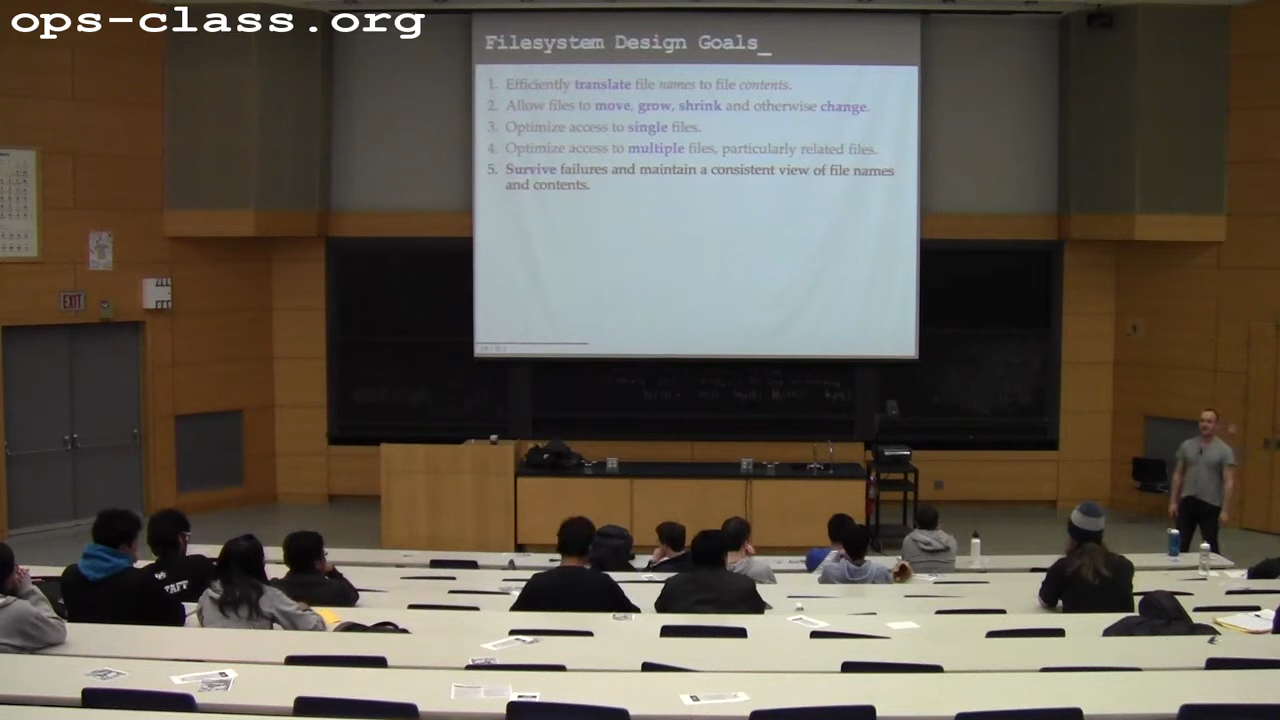 ops-class.org
Filesystem Design Goals_
1. Efficiently translate file names to file contents.
2. Allow files to move, grow, shrink and otherwise change.
3. Optimize access to single files.
4. Optimize access to multiple files, particularly related files.
5. Survive failures and maintain a consistent view of file names
and contents.
EXIT
STAFF